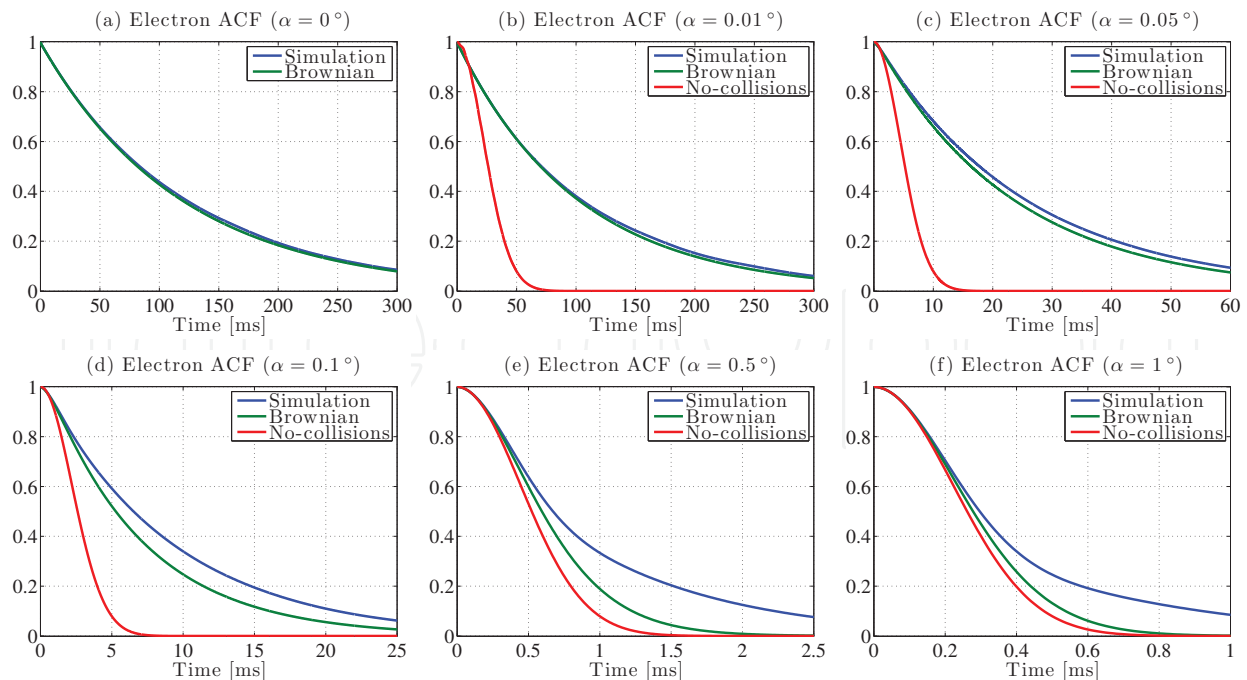 (a) Electron ACF (α = 0°)
1
0.8
0.6
0.4
0.2
0
0 50 100 150 200 250 300
Time [ms]
Simulation
Brownian
(b) Electron ACF (α = 0.01°)
1
0.8
0.6
0.4
0.2
0
0 50 100 150 200 250 300
Time [ms]
Simulation
Brownian
No-collisions
(c) Electron ACF (α = 0.05°)
1
0.8
0.6
0.4
0.2
0
0 10 20 30 40 50 60
Time [ms]
Simulation
Brownian
No-collisions
(d) Electron ACF (α = 0.1°)
1
0.8
0.6
0.4
0.2
0
0 5 10 15 20 25
Time [ms]
Simulation
Brownian
No-collisions
(e) Electron ACF (α = 0.5°)
1
0.8
0.6
0.4
0.2
0
0 0.5 1 1.5 2 2.5
Time [ms]
Simulation
Brownian
No-collisions
(f) Electron ACF (α = 1°)
1
0.8
0.6
0.4
0.2
0
0 0.2 0.4 0.6 0.8 1
Time [ms]
Simulation
Brownian
No-collisions